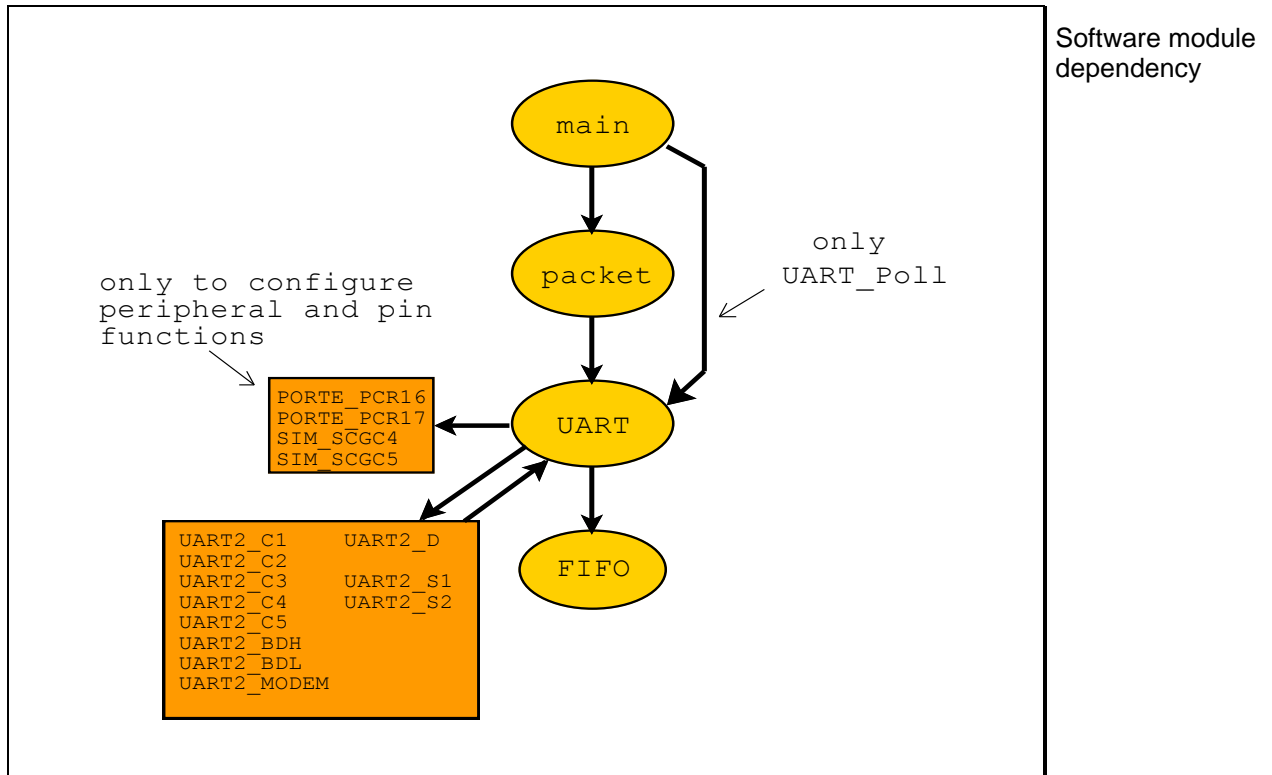 Software module
dependency
main
only
UART_Poll
packet
only to configure
peripheral and pin
functions
PORTE_PCR16
PORTE_PCR17
SIM_SCGC4
SIM_SCGC5
UART
UART2_C1 UART2_D
UART2_C2
UART2_C3 UART2_S1
UART2_C4 UART2_S2
UART2_C5
UART2_BDH
UART2_BDL
UART2_MODEM
FIFO